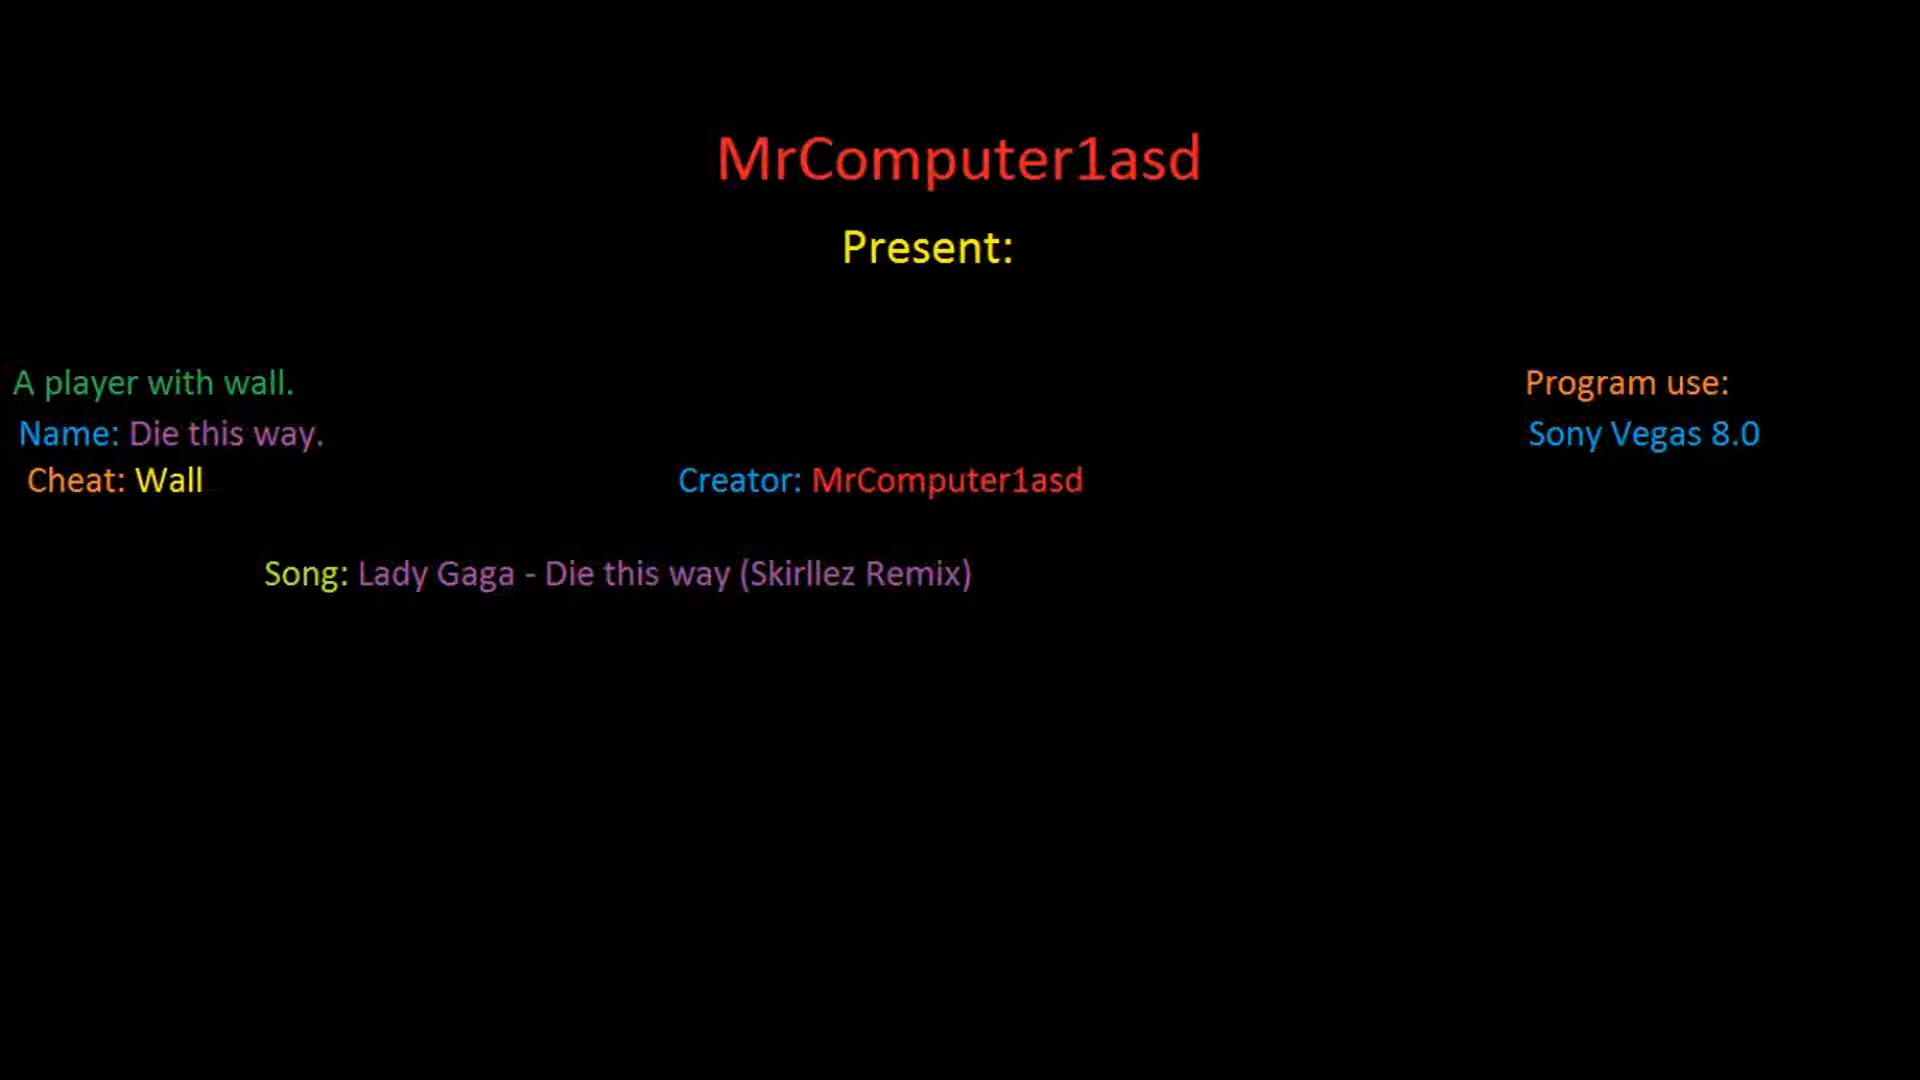 MrComputer1asd
Present:
A player with wall.
Program use:
Name: Die this way.
Sony Vegas 8.0
Cheat: Wall
Creator: MrComputer1asd
Song: Lady Gaga - Die this way (Skirllez Remix)